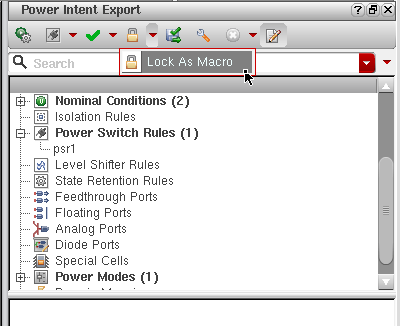 Power Intent Export
Lock As Macro
Search
Nominal Conditions (2)
Isolation Rules
Power Switch Rules (1)
psr1
Level Shifter Rules
State Retention Rules
Feedthrough Ports
Floating Ports
Analog Ports
Diode Ports
Special Cells
Power Modes (1)